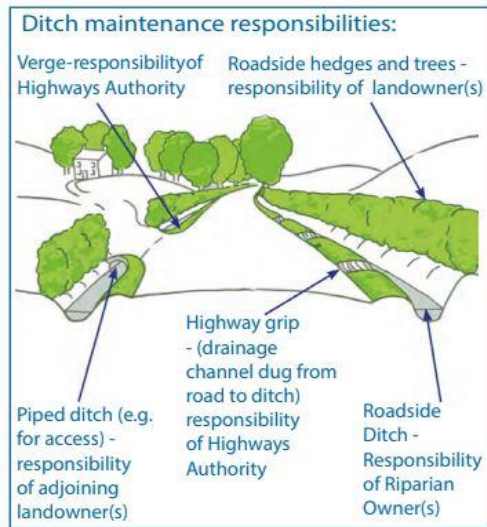 Ditch maintenance responsibilities:
Verge-responsibilityof
Highways Authority
Roadside hedges and trees -
responsibility of landowner(s)
Highway grip
- (drainage
channel dug from
road to ditch)
responsibility
of Highways
Authority
Piped ditch (e.g.
for access) -
responsibility
of adjoining
landowner(s)
Roadside
Ditch -
Responsibility
of Riparian
Owner(s)